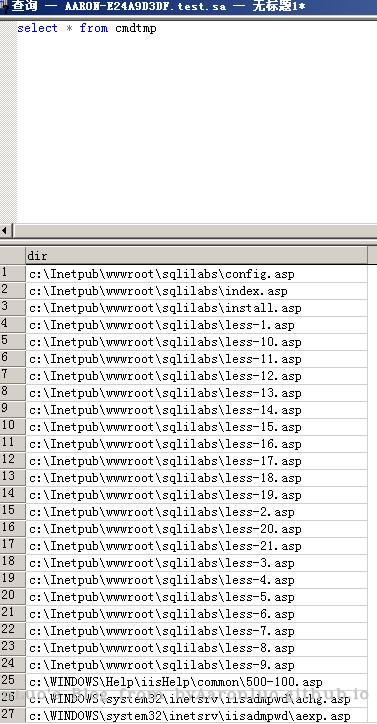 查询 — AARON-E24A9D3DF.test.sa — 无标题1*
select * from cmdtmp
dir
1 c:\Inetpub\wwwroot\sqlilabs\config.asp
2 c:\Inetpub\wwwroot\sqlilabs\index.asp
3 c:\Inetpub\wwwroot\sqlilabs\install.asp
4 c:\Inetpub\wwwroot\sqlilabs\less-1.asp
5 c:\Inetpub\wwwroot\sqlilabs\less-10.asp
6 c:\Inetpub\wwwroot\sqlilabs\less-11.asp
7 c:\Inetpub\wwwroot\sqlilabs\less-12.asp
8 c:\Inetpub\wwwroot\sqlilabs\less-13.asp
9 c:\Inetpub\wwwroot\sqlilabs\less-14.asp
10 c:\Inetpub\wwwroot\sqlilabs\less-15.asp
11 c:\Inetpub\wwwroot\sqlilabs\less-16.asp
12 c:\Inetpub\wwwroot\sqlilabs\less-17.asp
13 c:\Inetpub\wwwroot\sqlilabs\less-18.asp
14 c:\Inetpub\wwwroot\sqlilabs\less-19.asp
15 c:\Inetpub\wwwroot\sqlilabs\less-2.asp
16 c:\Inetpub\wwwroot\sqlilabs\less-20.asp
17 c:\Inetpub\wwwroot\sqlilabs\less-21.asp
18 c:\Inetpub\wwwroot\sqlilabs\less-3.asp
19 c:\Inetpub\wwwroot\sqlilabs\less-4.asp
20 c:\Inetpub\wwwroot\sqlilabs\less-5.asp
21 c:\Inetpub\wwwroot\sqlilabs\less-6.asp
22 c:\Inetpub\wwwroot\sqlilabs\less-7.asp
23 c:\Inetpub\wwwroot\sqlilabs\less-8.asp
24 c:\Inetpub\wwwroot\sqlilabs\less-9.asp
25 c:\WINDOWS\Help\iisHelp\common\500-100.asp
26 c:\WINDOWS\system32\inetsrv\iisadmpwd\achg.asp
27 c:\WINDOWS\system32\inetsrv\iisadmpwd\aexp.asp
Blog from github.io